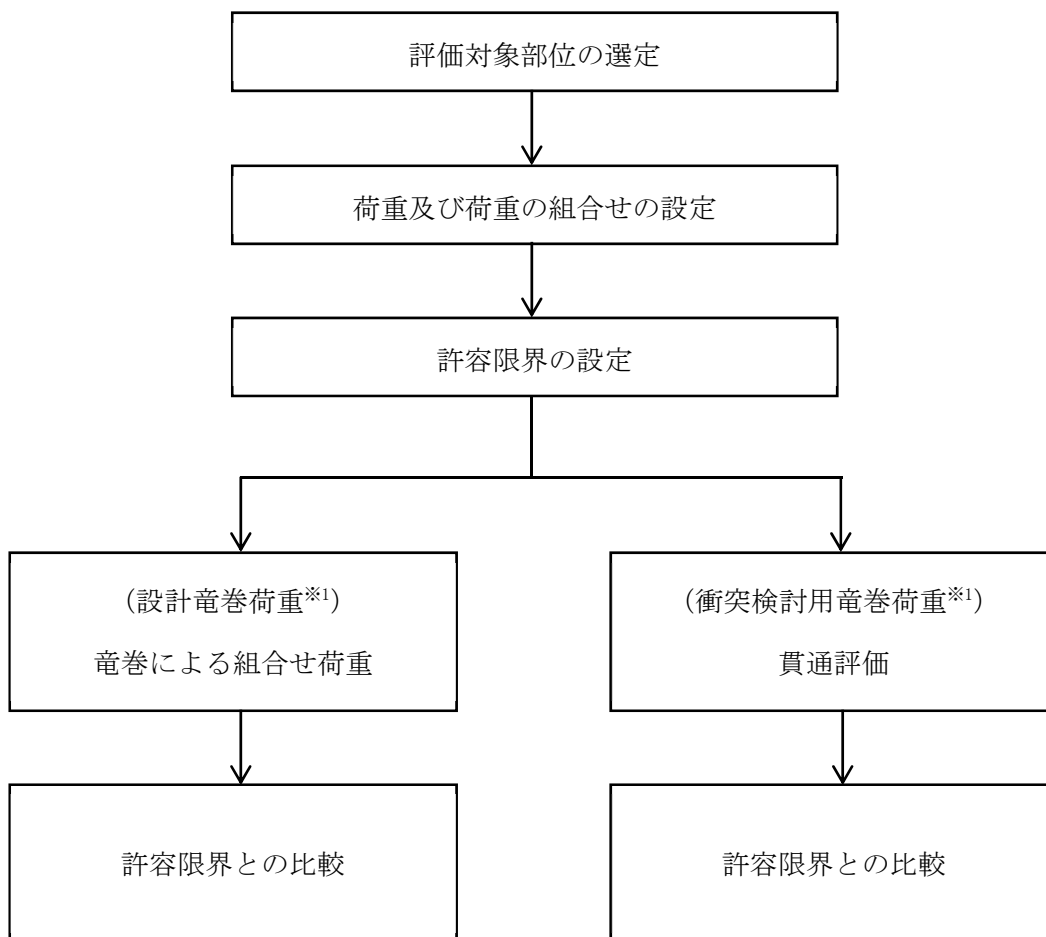 評価対象部位の選定
荷重及び荷重の組合せの設定
許容限界の設定
(設計竜巻荷重※1)
竜巻による組合せ荷重
(衝突検討用竜巻荷重※1)
貫通評価
許容限界との比較
許容限界との比較